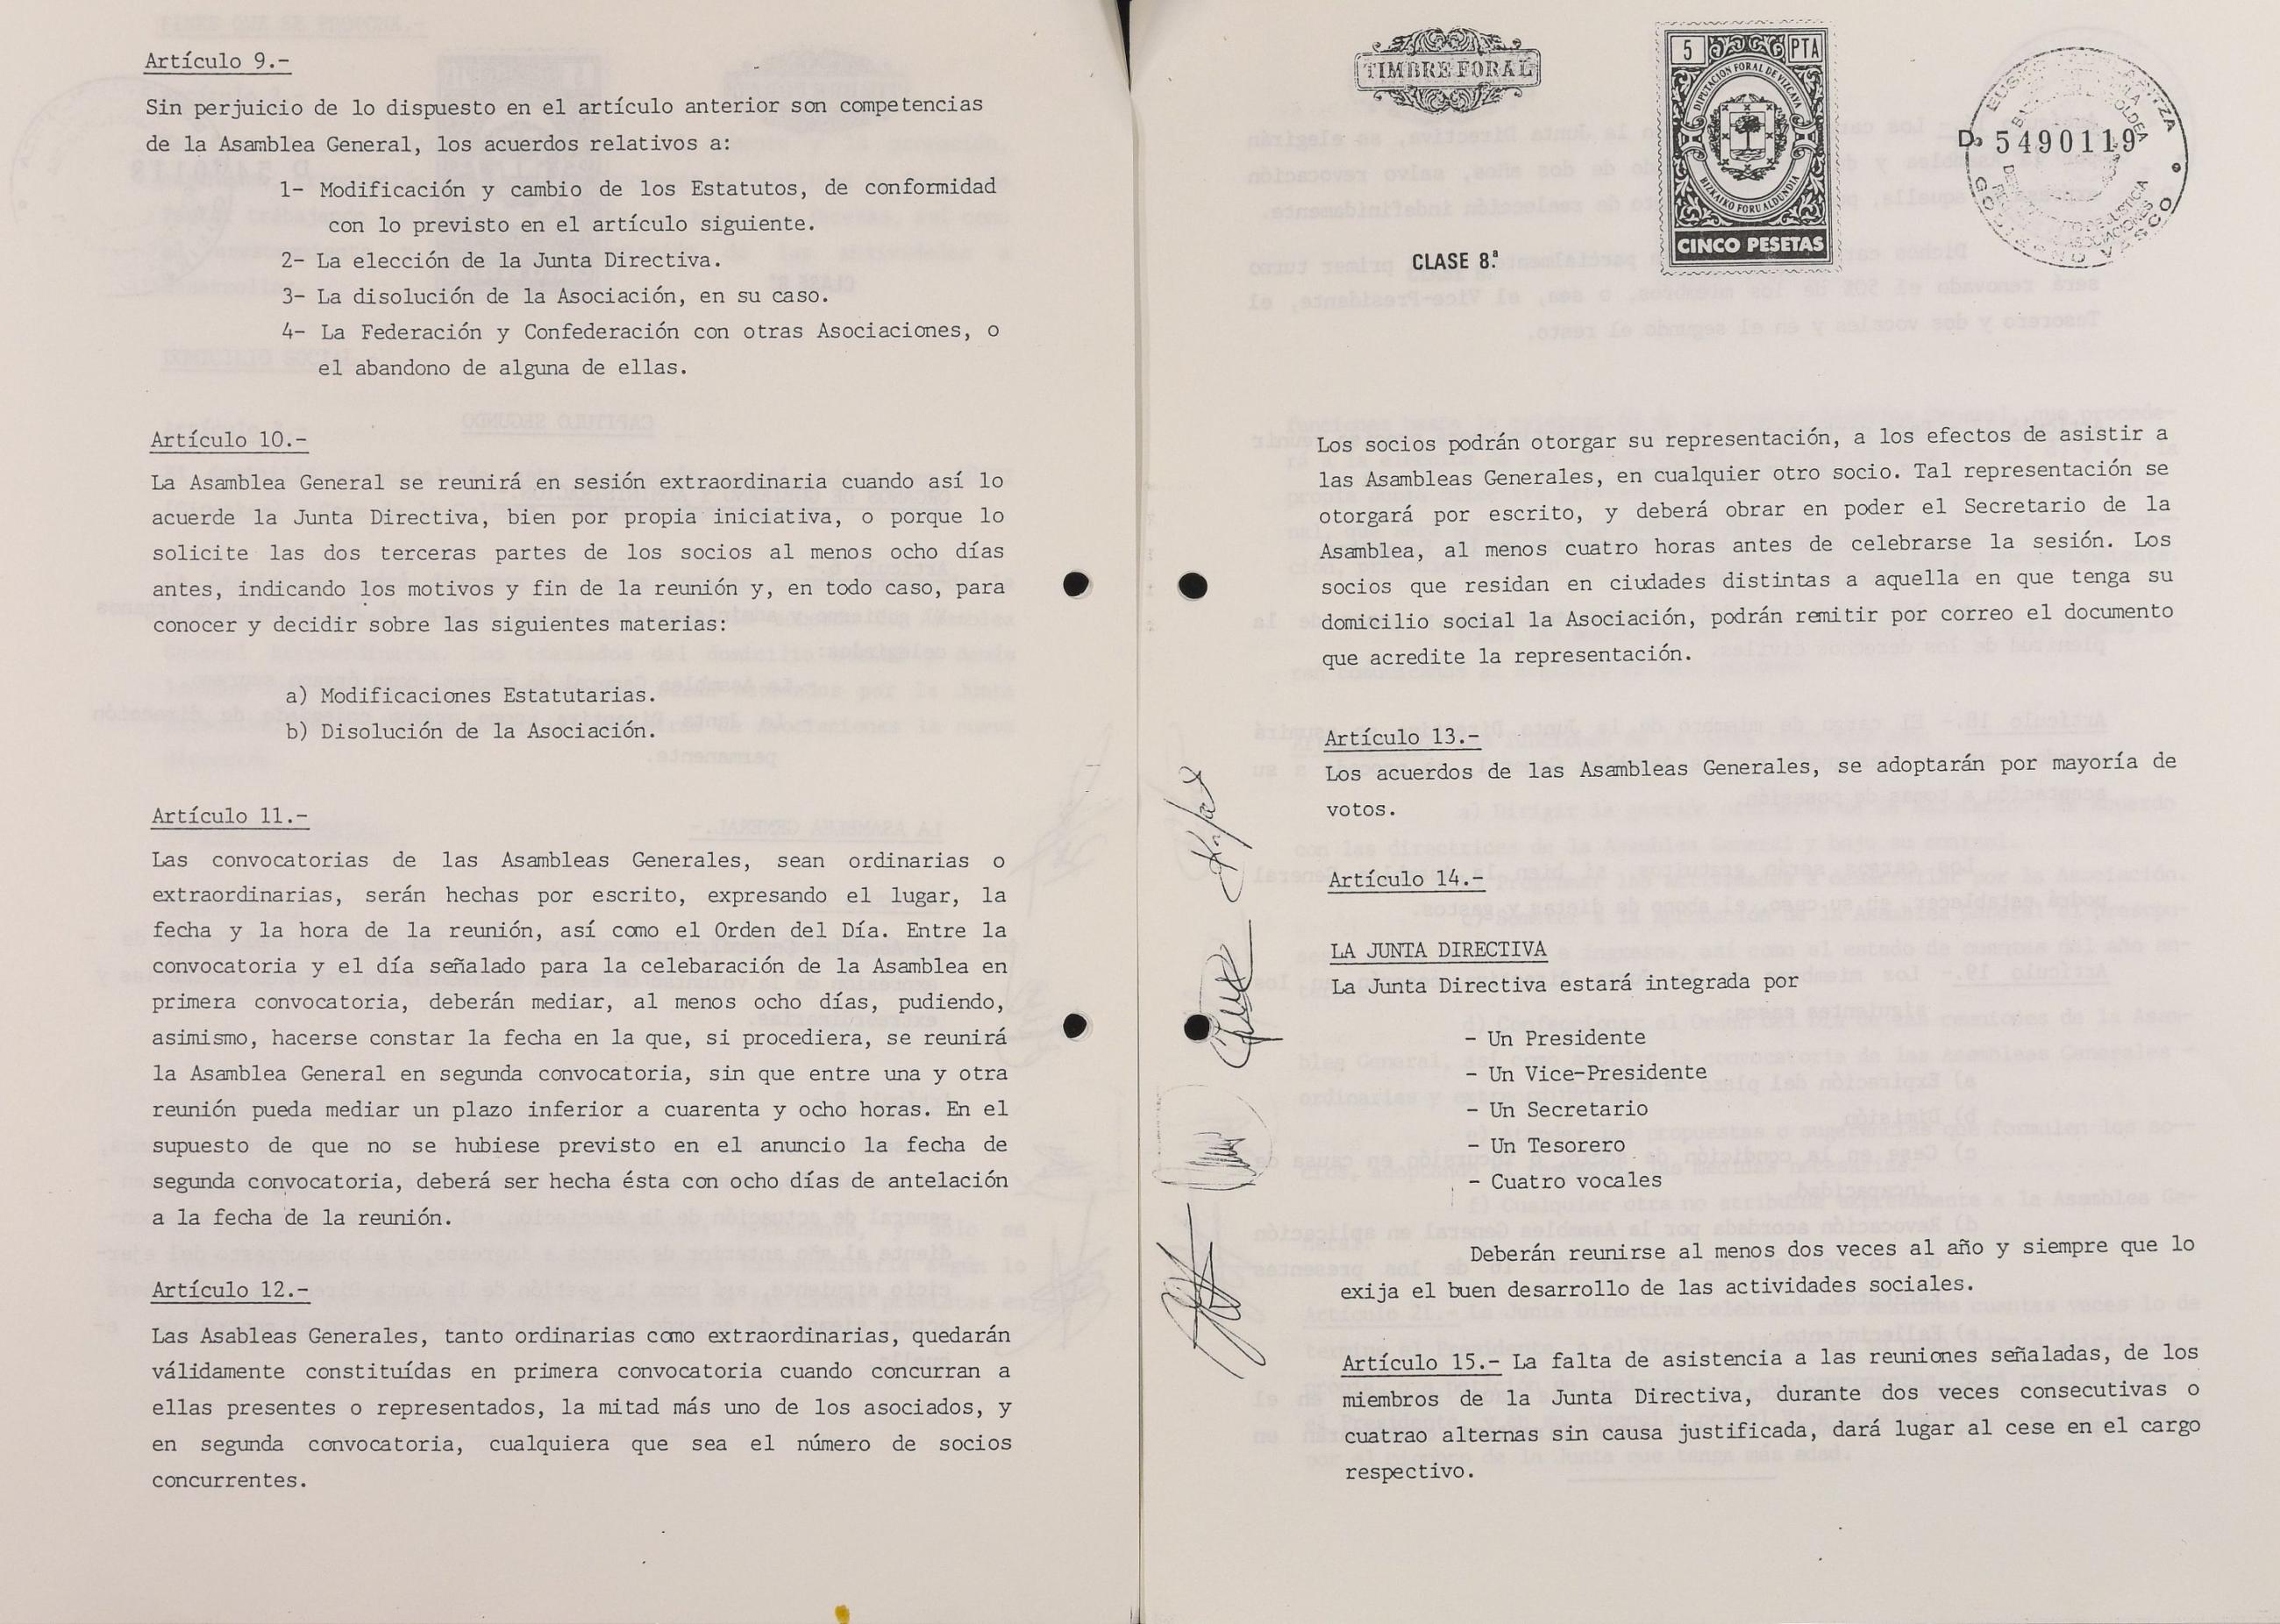 Artículo 9.-
Sin perjuicio de lo dispuesto en el artículo anterior son competencias
de la Asamblea General, los acuerdos relativos a:
1- Modificación y cambio de los Estatutos, de conformidad
con lo previsto en el artículo siguiente.
2- La elección de la Junta Directiva.
3- La disolución de la Asociación, en su caso.
4- La Federación y Confederación con otras Asociaciones, o
el abandono de alguna de ellas.
Artículo 10.-
La Asamblea General se reunirá en sesión extraordinaria cuando así lo
acuerde la Junta Directiva, bien por propia iniciativa, o porque lo
solicite las dos terceras partes de los socios al menos ocho días
antes, indicando los motivos y fin de la reunión y, en todo caso, para
conocer y decidir sobre las siguientes materias:
a) Modificaciones Estatutarias.
b) Disolución de la Asociación.
Artículo 11.-
Las convocatorias de las Asambleas Generales, sean ordinarias o
extraordinarias, serán hechas por escrito, expresando el lugar, la
fecha y la hora de la reunión, así como el Orden del Día. Entre la
convocatoria y el día señalado para la celebaración de la Asamblea en
primera convocatoria, deberán mediar, al menos ocho días, pudiendo,
asimismo, hacerse constar la fecha en la que, si procediera, se reunirá
la Asamblea General en segunda convocatoria, sin que entre una y otra
reunión pueda mediar un plazo inferior a cuarenta y ocho horas. En el
supuesto de que no se hubiese previsto en el anuncio la fecha de
segunda convocatoria, deberá ser hecha ésta con ocho días de antelación
a la fecha de la reunión.
Artículo 12.-
Las Asableas Generales, tanto ordinarias como extraordinarias, quedarán
válidamente constituídas en primera convocatoria cuando concurran a
ellas presentes o representados, la mitad más uno de los asociados, y
en segunda convocatoria, cualquiera que sea el número de socios
concurrentes.
TIMBRE FORAL
5 PTA
DIPUTACION FORAL DE VIZCAYA
BIZKAIKO FORU ALDUNDIA
CINCO PESETAS
D. 5490119
GOBIERNO VASCO
CLASE 8ª
Los socios podrán otorgar su representación, a los efectos de asistir a
las Asambleas Generales, en cualquier otro socio. Tal representación se
otorgará por escrito, y deberá obrar en poder el Secretario de la
Asamblea, al menos cuatro horas antes de celebrarse la sesión. Los
socios que residan en ciudades distintas a aquella en que tenga su
domicilio social la Asociación, podrán remitir por correo el documento
que acredite la representación.
Artículo 13.-
Los acuerdos de las Asambleas Generales, se adoptarán por mayoría de
votos.
Artículo 14.-
LA JUNTA DIRECTIVA
La Junta Directiva estará integrada por
- Un Presidente
- Un Vice-Presidente
- Un Secretario
- Un Tesorero
- Cuatro vocales
Deberán reunirse al menos dos veces al año y siempre que lo
exija el buen desarrollo de las actividades sociales.
Artículo 15.- La falta de asistencia a las reuniones señaladas, de los
miembros de la Junta Directiva, durante dos veces consecutivas o
cuatrao alternas sin causa justificada, dará lugar al cese en el cargo
respectivo.